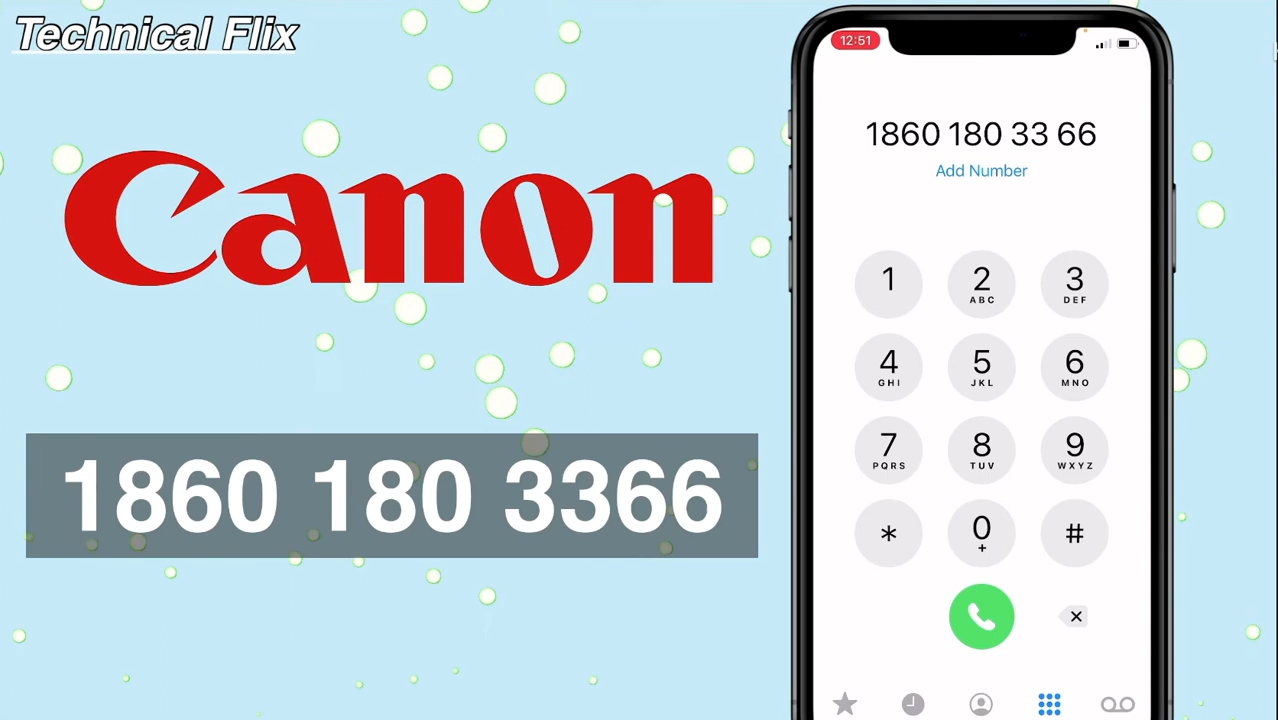 Technical Flix
Canon
1860 180 3366
12:51
1860 180 33 66
Add Number
1 2 3
ABC DEF
4 5 6
GHI JKL MNO
7 8 9
PQRS TUV WXYZ
* 0 #
+